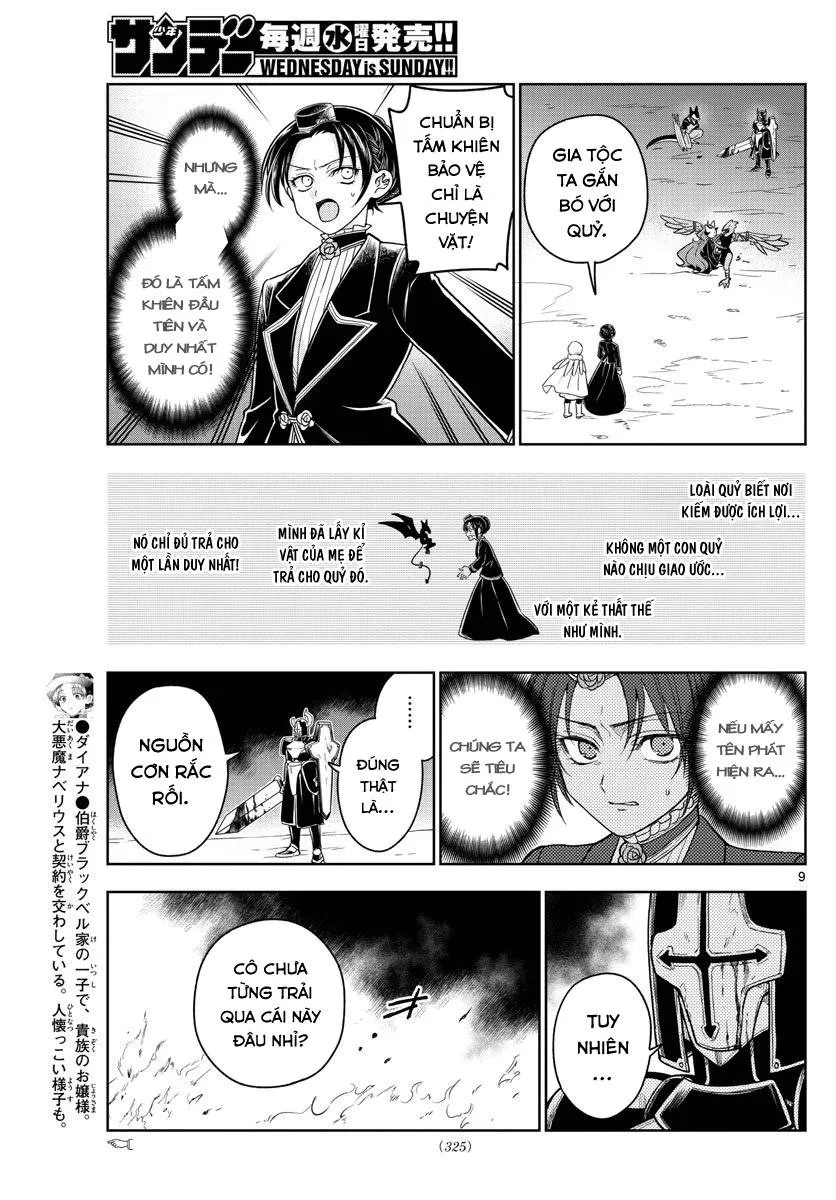 少年サンデー 毎週水曜日発売!!
WEDNESDAY is SUNDAY!!
GIA TỘC
TA GẮN
BÓ VỚI
QUỶ.
CHUẨN BỊ
TẤM KHIÊN
BẢO VỆ
CHỈ LÀ
CHUYỆN
VẶT!
NHƯNG
MÀ...
ĐÓ LÀ TẤM
KHIÊN ĐẦU
TIÊN VÀ
DUY NHẤT
MÌNH CÓ!
LOÀI QUỶ BIẾT NƠI
KIẾM ĐƯỢC ÍCH LỢI...
KHÔNG MỘT CON QUỶ
NÀO CHỊU GIAO ƯỚC...
VỚI MỘT KẺ THẤT THẾ
NHƯ MÌNH.
MÌNH ĐÃ LẤY KỈ
VẬT CỦA MẸ ĐỂ
TRẢ CHO QUỶ ĐÓ.
NÓ CHỈ ĐỦ TRẢ CHO
MỘT LẦN DUY NHẤT!
NẾU MẤY
TÊN PHÁT
HIỆN RA...
CHÚNG TA
SẼ TIÊU
CHẮC!
......
ĐÚNG
THẬT
LÀ...
NGUỒN
CƠN RẮC
RỐI.
9
TUY
NHIÊN
...
CÔ CHƯA
TỪNG TRẢI
QUA CÁI NÀY
ĐÂU NHỈ?
●ダイアナ●伯爵ブラックベル家の一子で、貴族のお嬢様。
大悪魔ナベリウスと契約を交わしている。人懐っこい様子も。
(325)